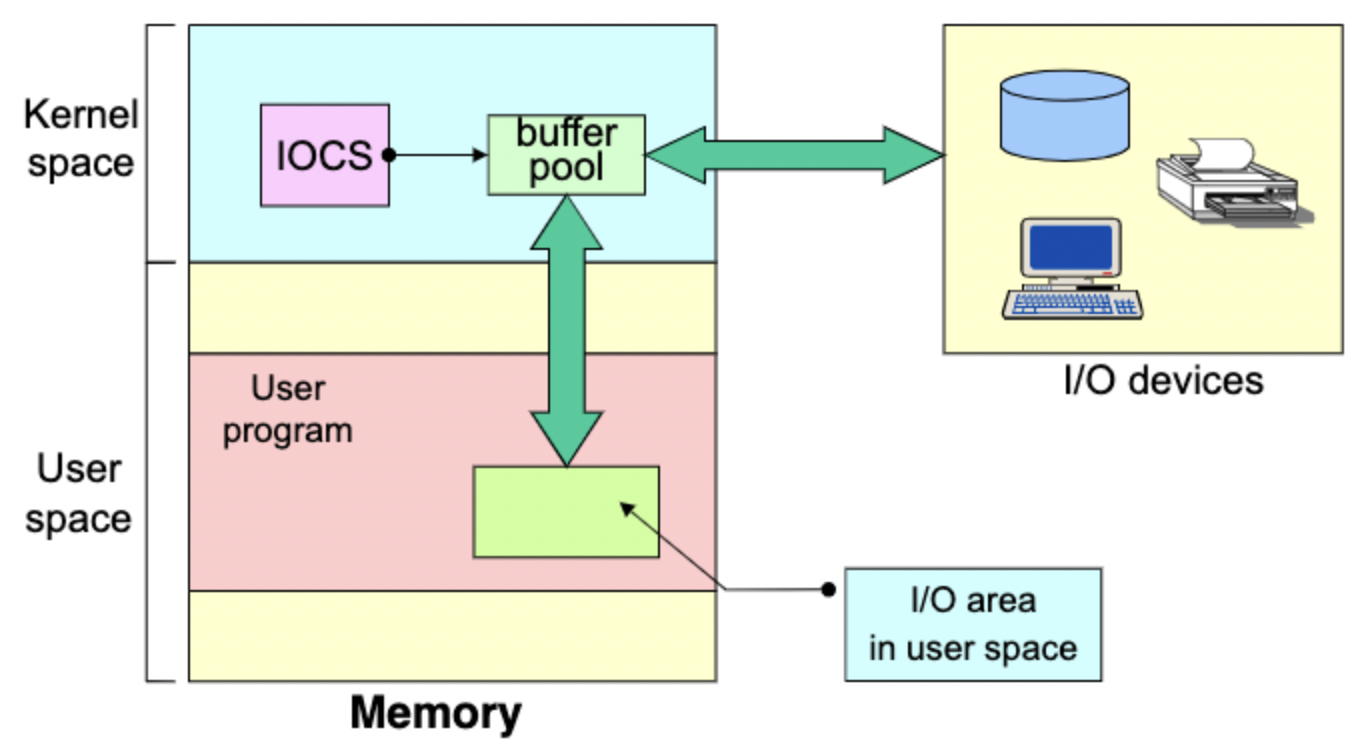 Kernel
space
IOCS
buffer
pool
User
program
User
space
I/O devices
I/O area
in user space
Memory